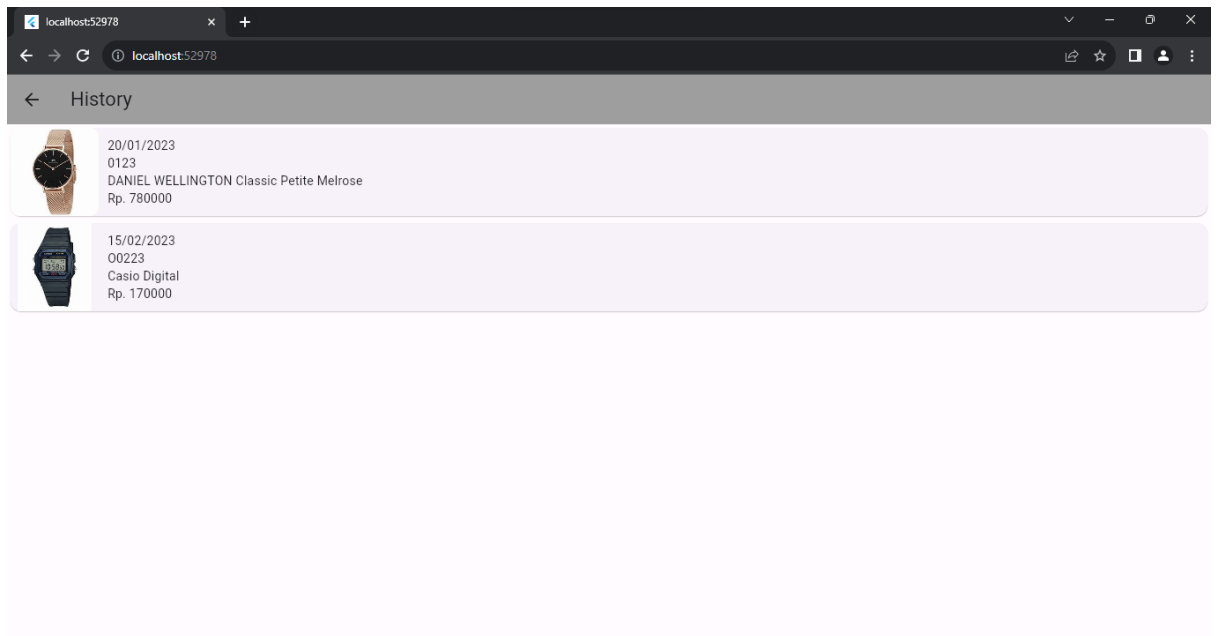 localhost:52978
localhost:52978
History
20/01/2023
0123
DANIEL WELLINGTON Classic Petite Melrose
Rp. 780000
15/02/2023
O0223
Casio Digital
Rp. 170000